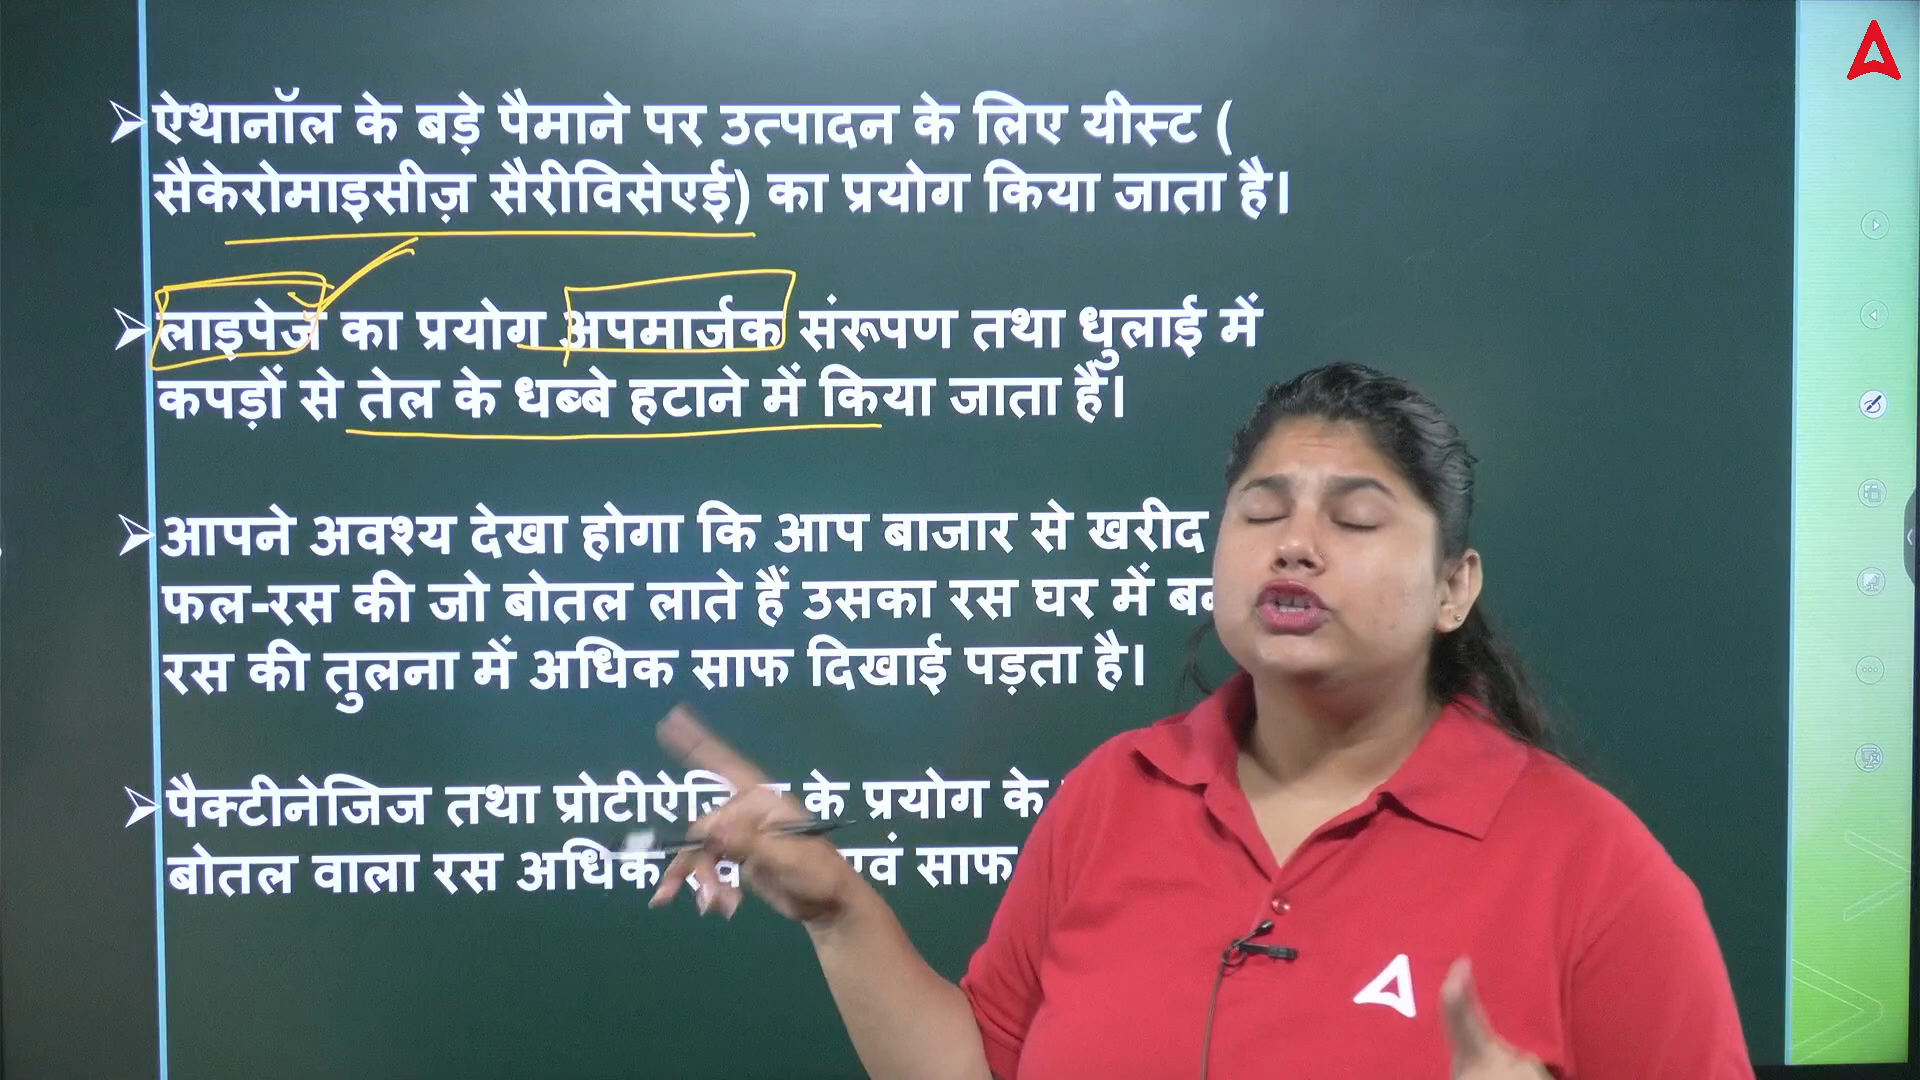 ऐथानॉल के बड़े पैमाने पर उत्पादन के लिए यीस्ट (
सैकेरोमाइसीज़ सैरीविसेएई) का प्रयोग किया जाता है।
लाइपेज का प्रयोग अपमार्जक संरूपण तथा धुलाई में
कपड़ों से तेल के धब्बे हटाने में किया जाता है।
आपने अवश्य देखा होगा कि आप बाजार से खरीद
फल-रस की जो बोतल लाते हैं उसका रस घर में
रस की तुलना में अधिक साफ दिखाई पड़ता है।
पैक्टीनेजिज तथा के प्रयोग के
बोतल वाला रस अधिक एवं साफ